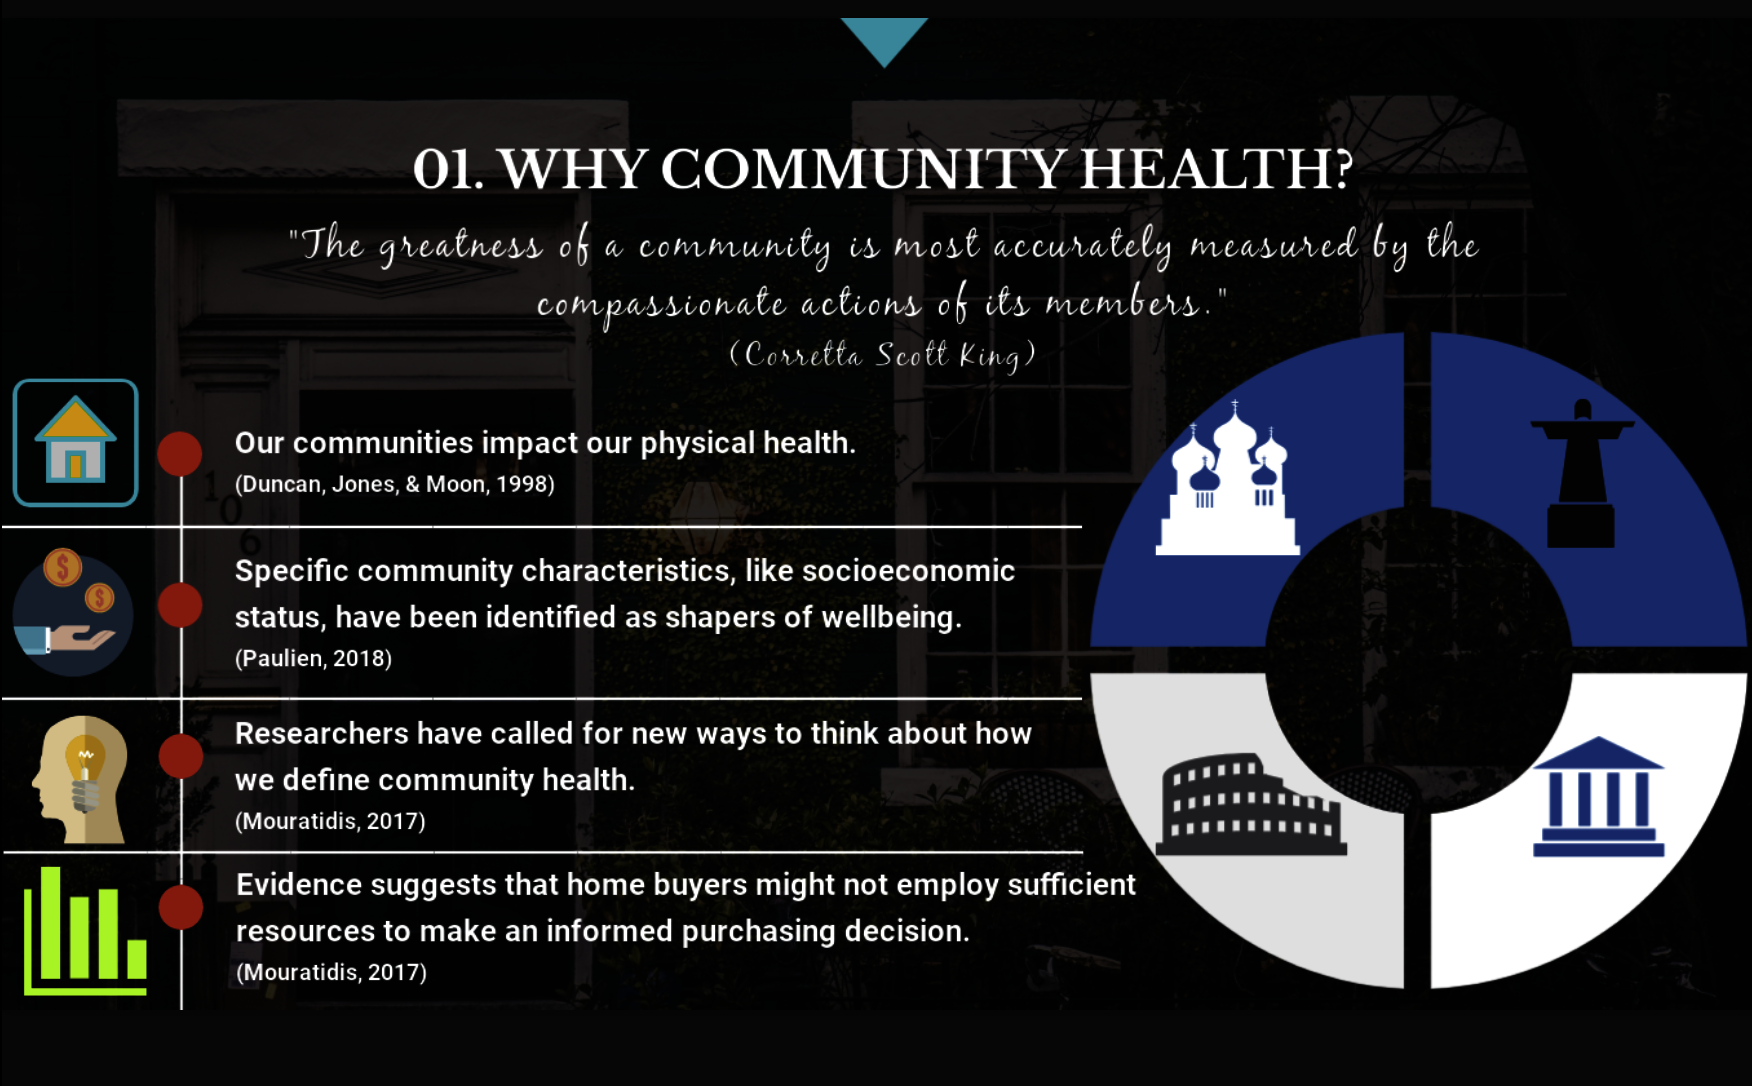 01. WHY COMMUNITY HEALTH?
"The greatness of a community is most accurately measured by the
compassionate actions of its members."
(Corretta Scott King)
Our communities impact our physical health.
(Duncan, Jones, & Moon, 1998)
106
Specific community characteristics, like socioeconomic
status, have been identified as shapers of wellbeing.
(Paulien, 2018)
Researchers have called for new ways to think about how
we define community health.
(Mouratidis, 2017)
Evidence suggests that home buyers might not employ sufficient
resources to make an informed purchasing decision.
(Mouratidis, 2017)